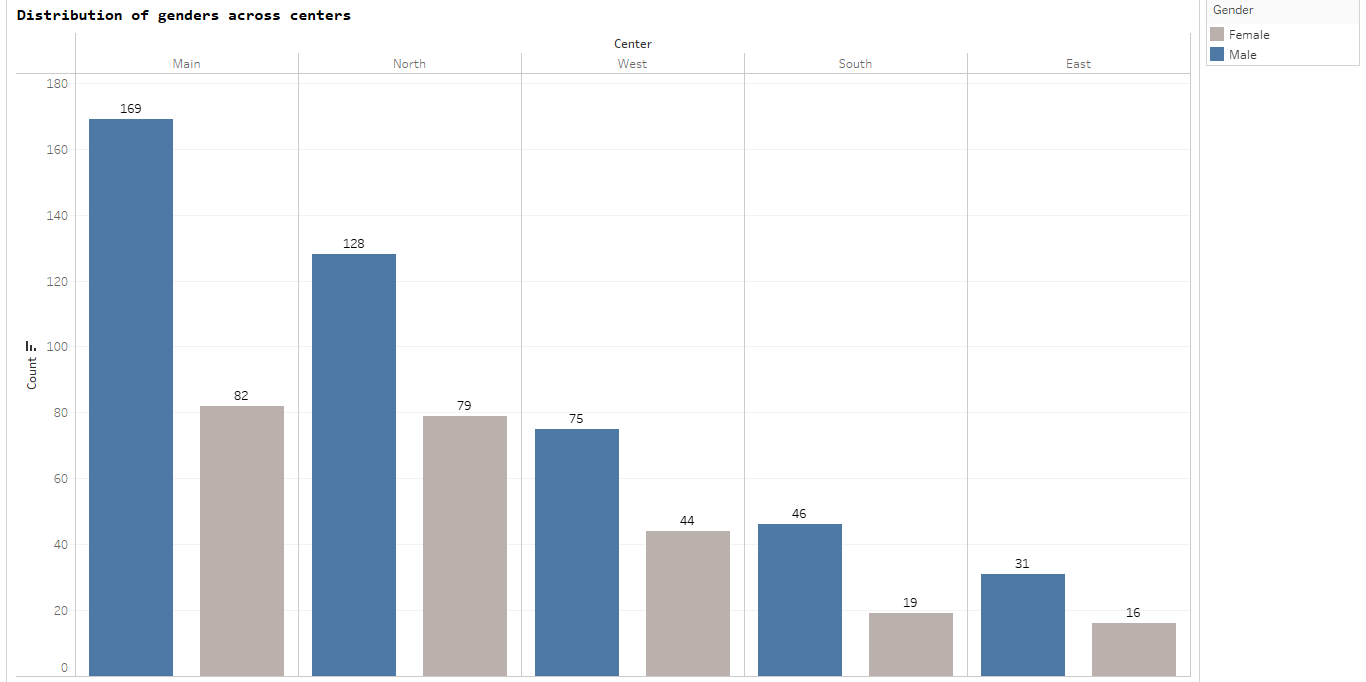 Distribution of genders across centers
Gender
Female
Male
Center
Main North West South East
180
160
140
120
100
80
60
40
20
0
Count
169
82
128
79
75
44
46
19
31
16